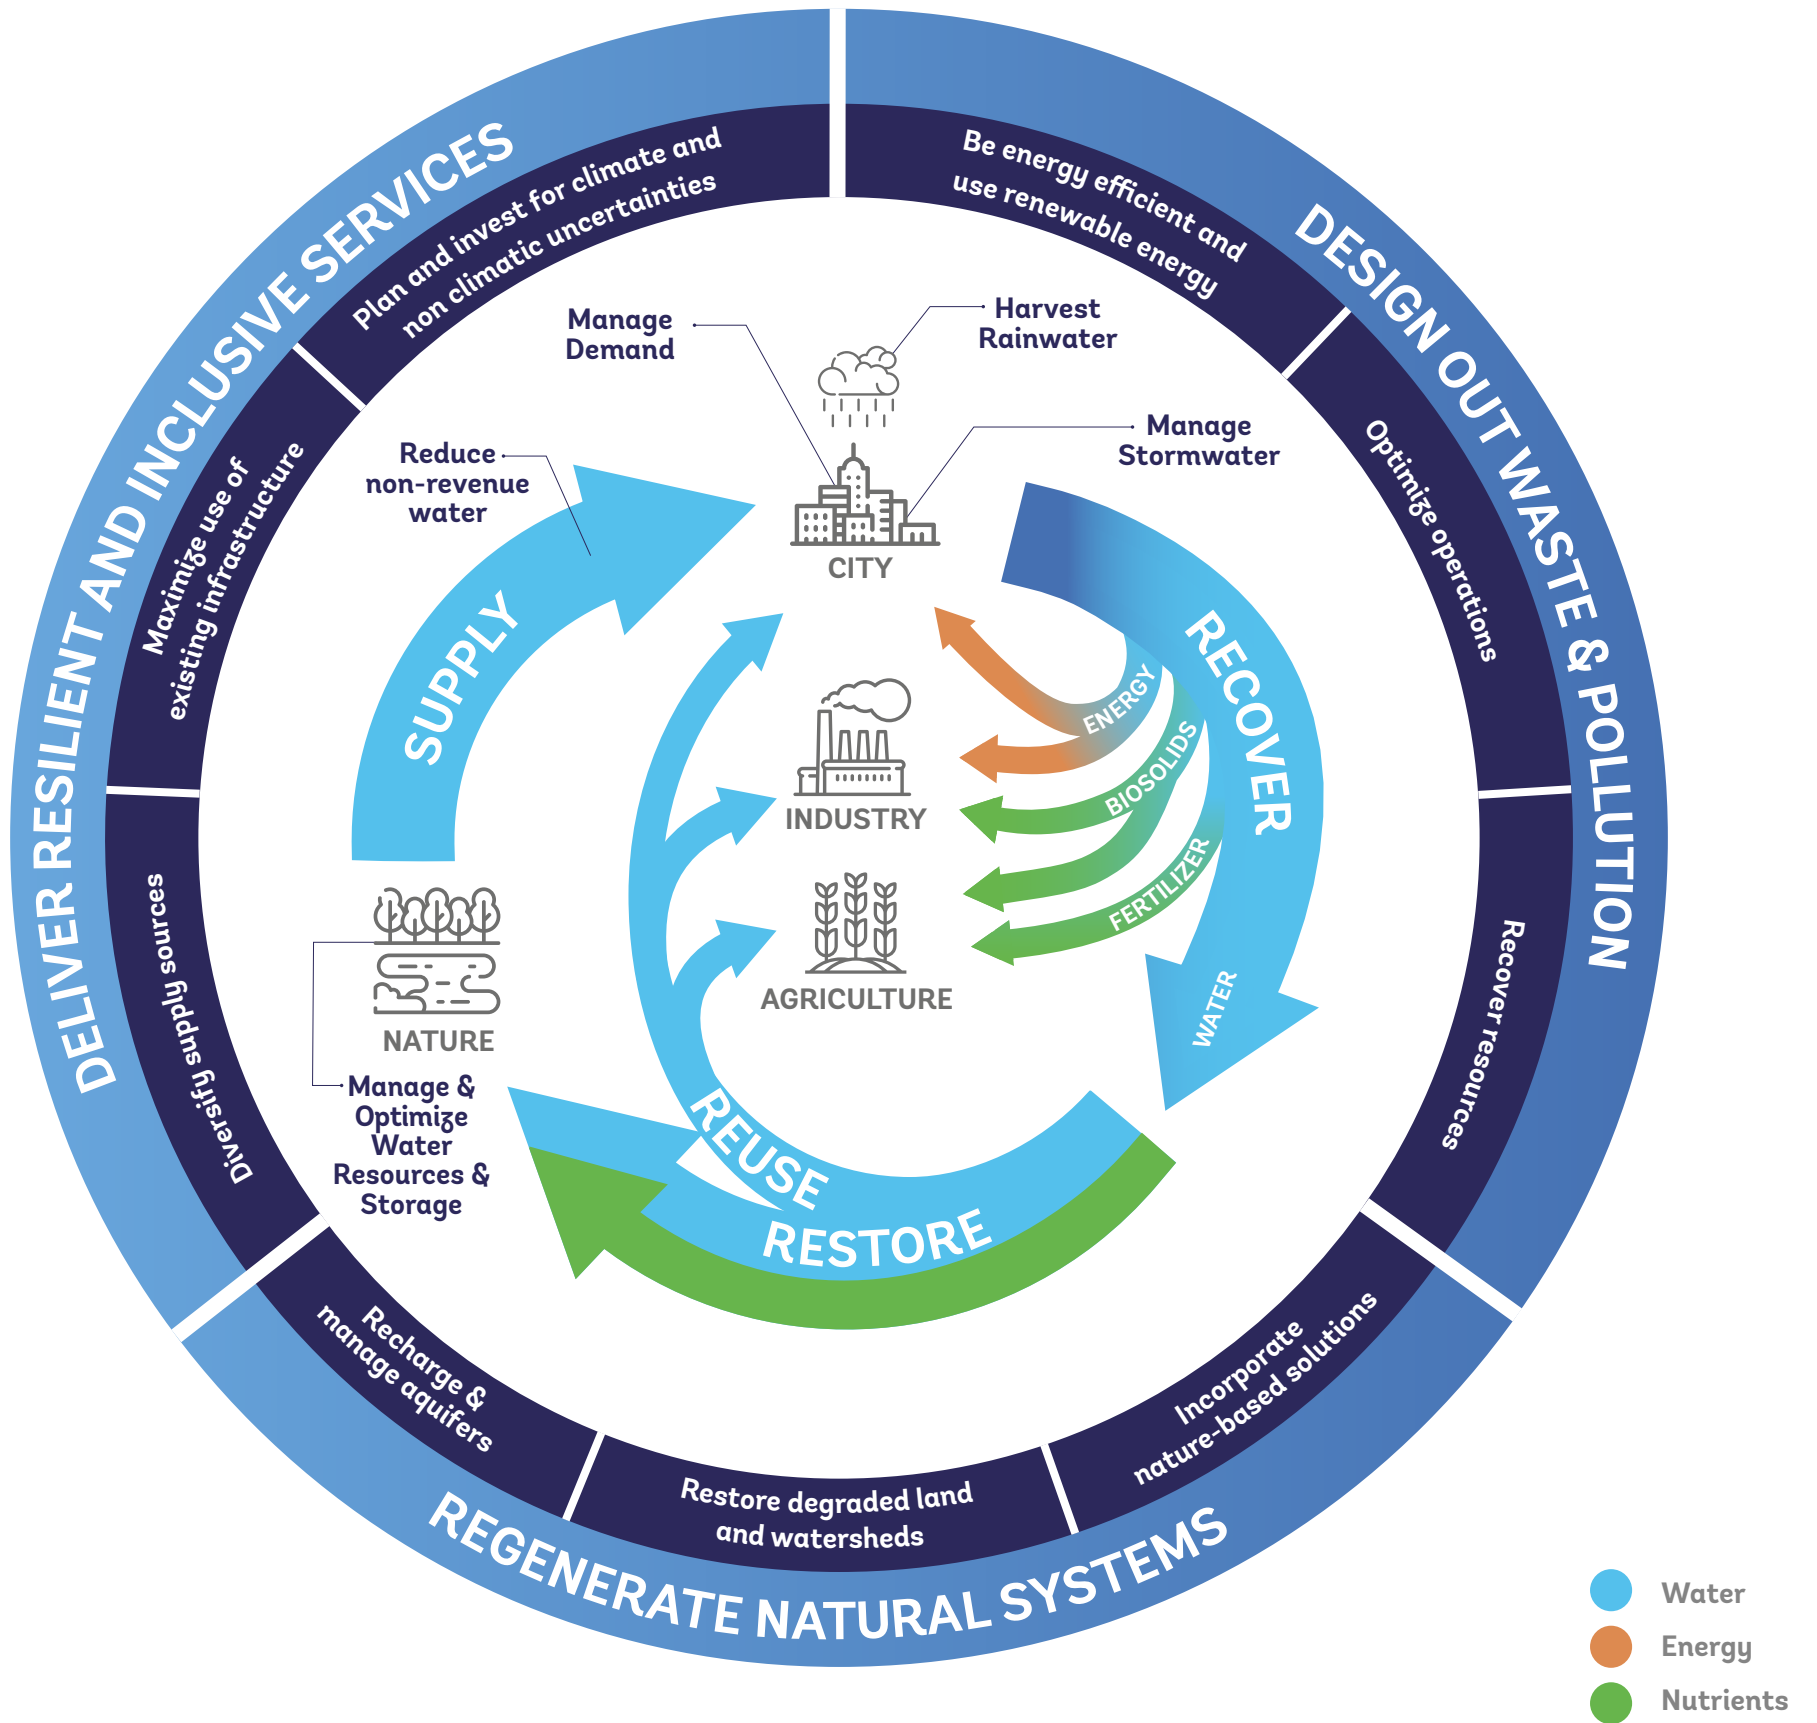 DELIVER RESILIENT AND INCLUSIVE SERVICES
Plan and invest for climate and
non climatic uncertainties
Maximize use of
existing infrastructure
Diversify supply sources
DESIGN OUT WASTE & POLLUTION
Be energy efficient and
use renewable energy
Optimize operations
Recover resources
REGENERATE NATURAL SYSTEMS
Incorporate
nature-based solutions
Restore degraded land
and watersheds
Recharge &
manage aquifers
Manage
Demand
Harvest
Rainwater
Manage
Stormwater
Reduce
non-revenue
water
CITY
SUPPLY
RECOVER
ENERGY
BIOSOLIDS
FERTILIZER
WATER
INDUSTRY
AGRICULTURE
NATURE
Manage &
Optimize
Water
Resources &
Storage
REUSE
RESTORE
Water
Energy
Nutrients